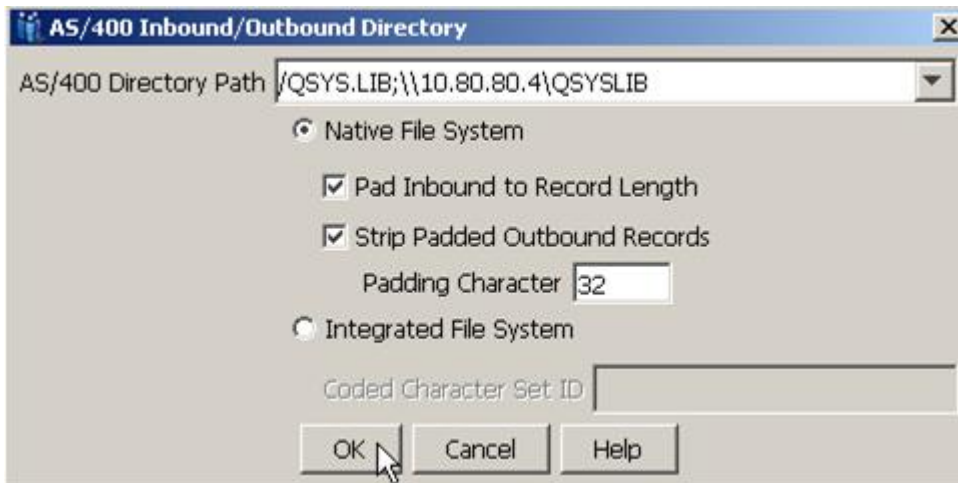 AS/400 Inbound/Outbound Directory
AS/400 Directory Path /QSYS.LIB;\\10.80.80.4\QSYSLIB
Native File System
Pad Inbound to Record Length
Strip Padded Outbound Records
Padding Character 32
Integrated File System
Coded Character Set ID
OK Cancel Help